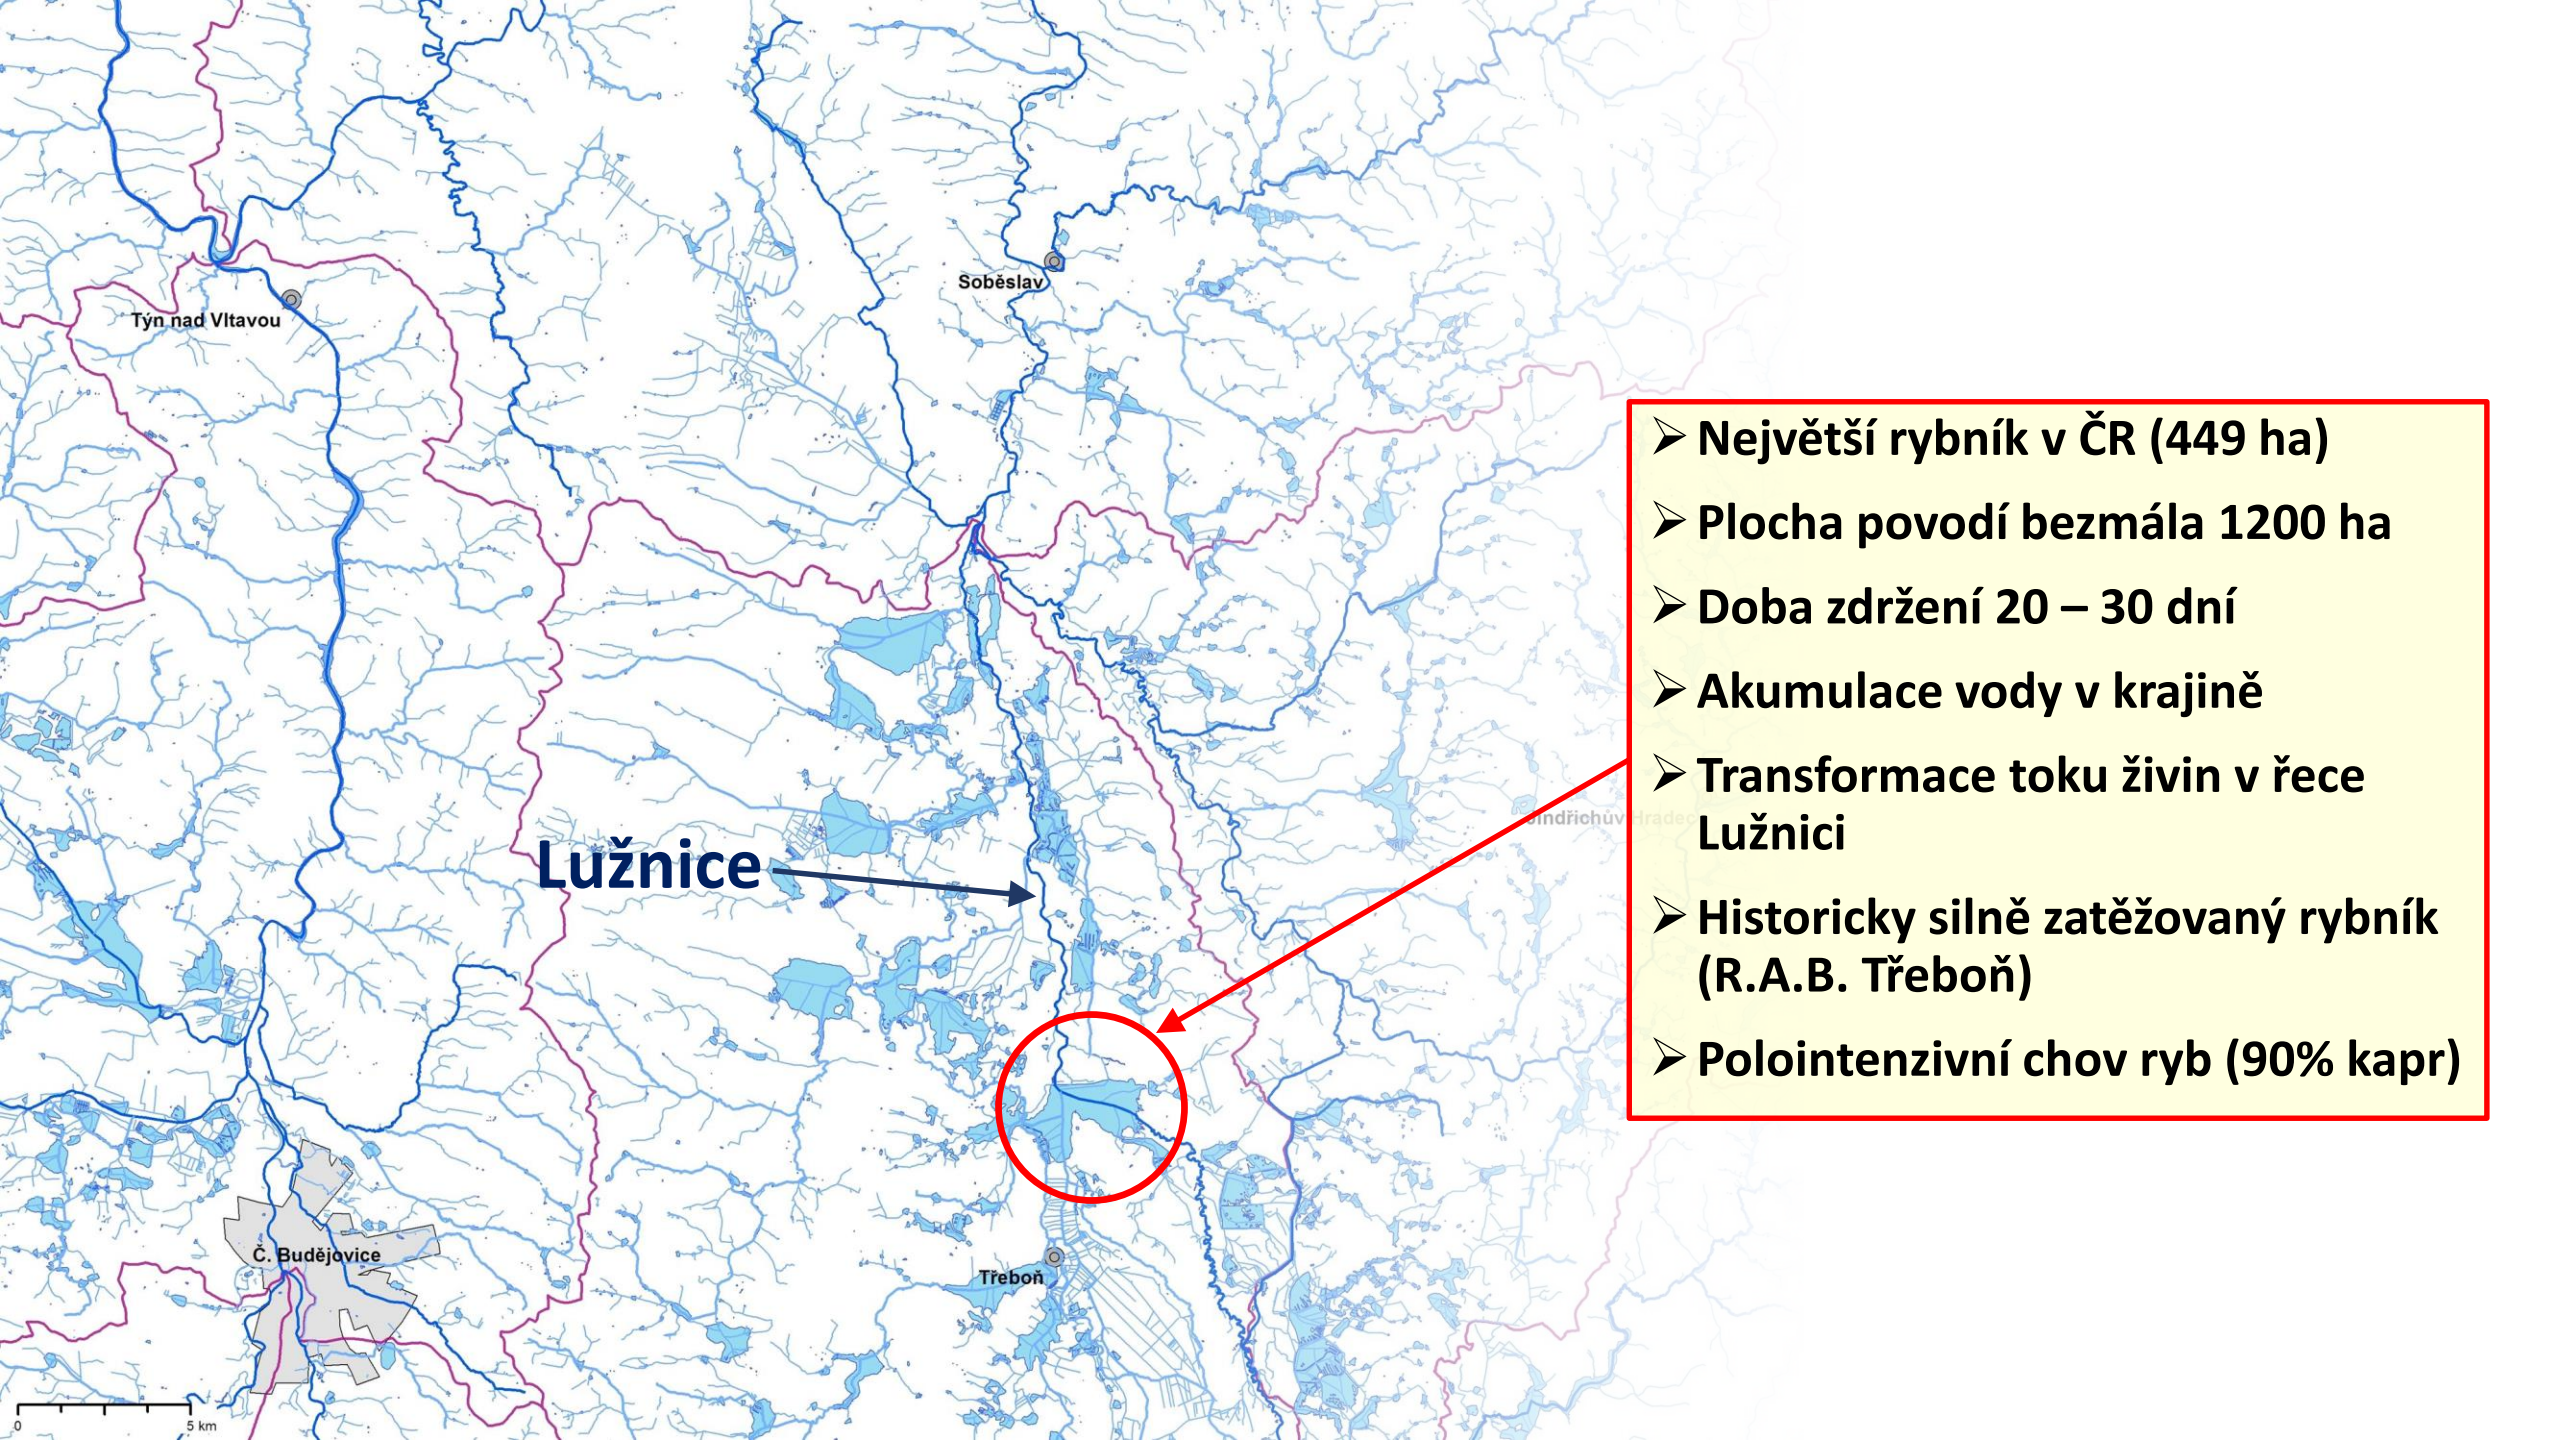 Soběslav
Týn nad Vltavou
➢ Největší rybník v ČR (449 ha)
➢ Plocha povodí bezmála 1200 ha
➢ Doba zdržení 20 – 30 dní
➢ Akumulace vody v krajině
➢ Transformace toku živin v řece
Lužnici
➢ Historicky silně zatěžovaný rybník
(R.A.B. Třeboň)
➢ Polointenzivní chov ryb (90% kapr)
Jindřichův Hradec
Lužnice
Č. Budějovice
Třeboň
0 5 km